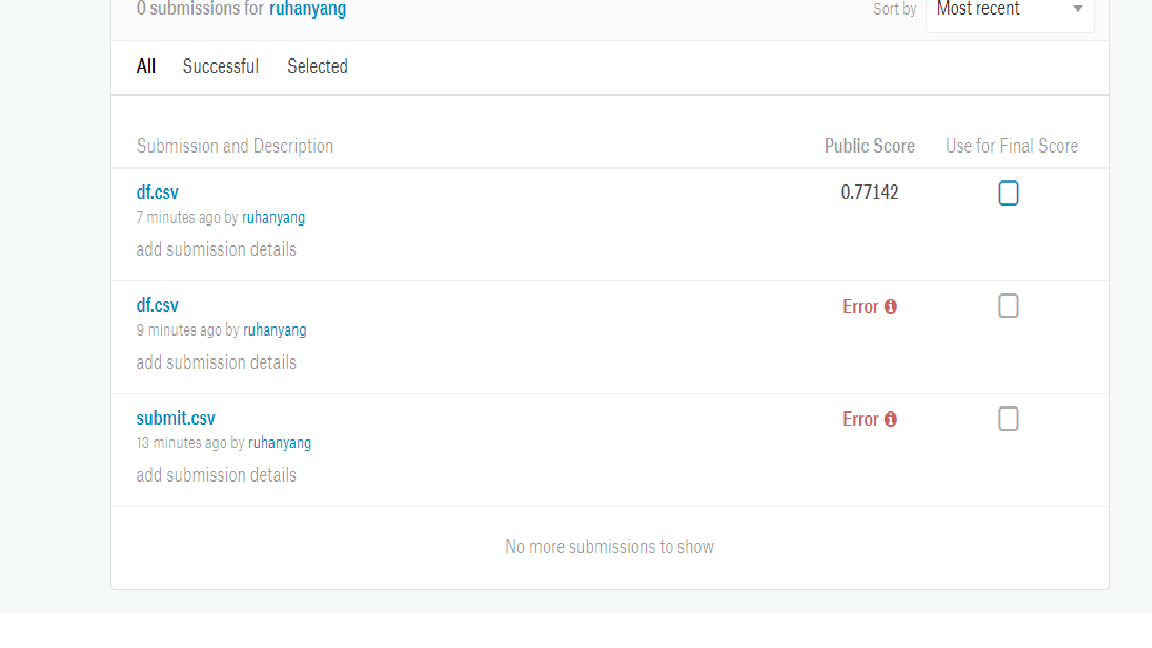 0 submissions for ruhanyang Sort by Most recent
All Successful Selected
Submission and Description Public Score Use for Final Score
df.csv 0.77142
7 minutes ago by ruhanyang
add submission details
df.csv Error
9 minutes ago by ruhanyang
add submission details
submit.csv Error
13 minutes ago by ruhanyang
add submission details
No more submissions to show